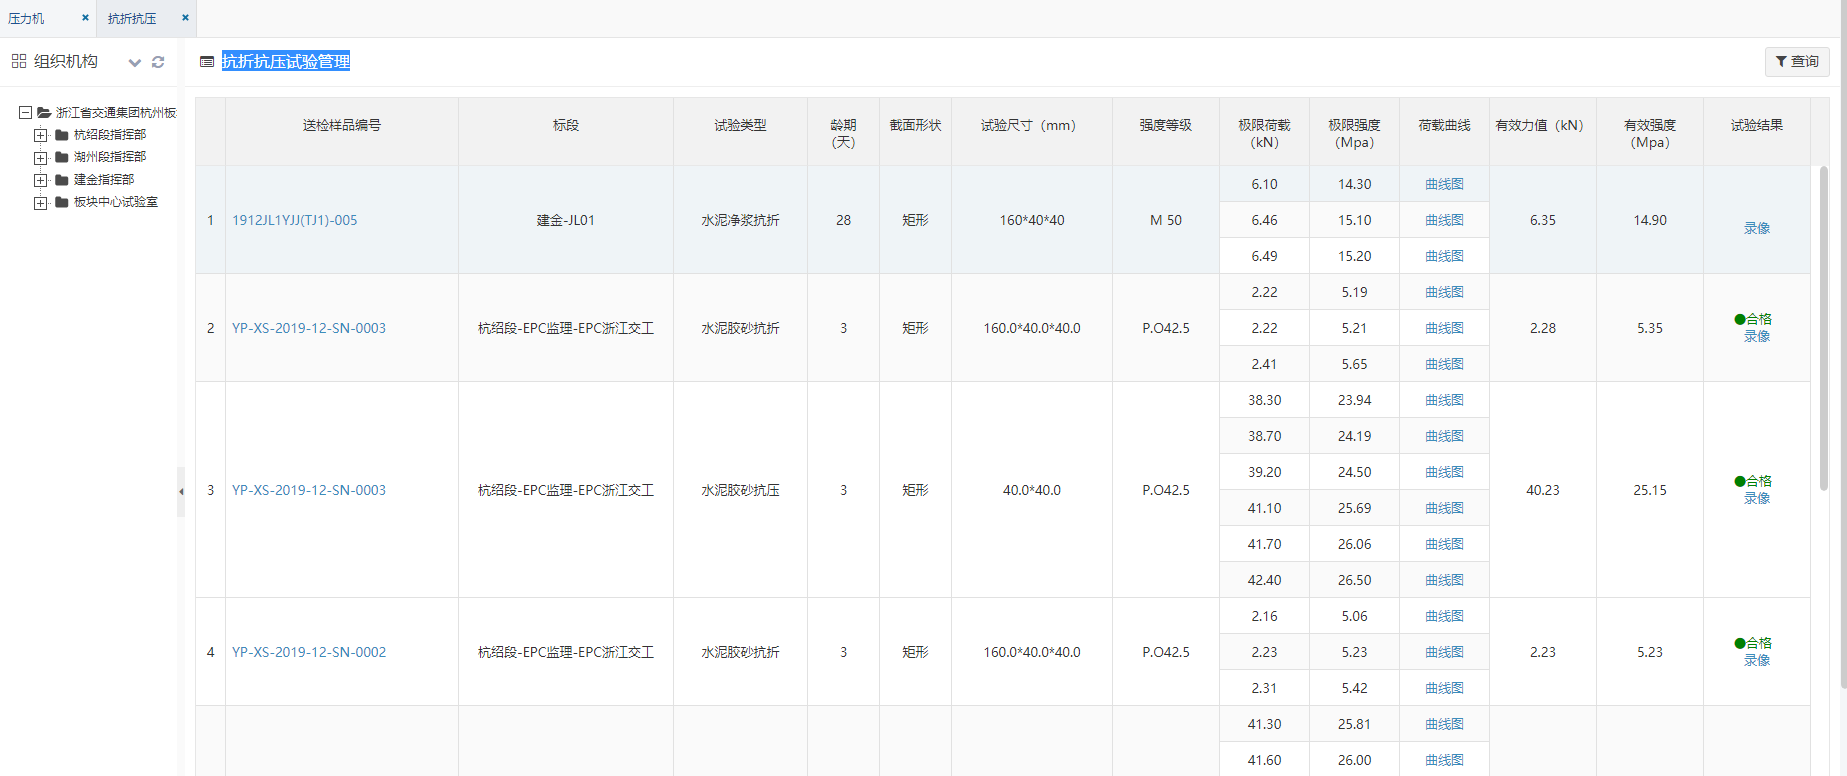 压力机 × 抗折抗压 ×
组织机构
抗折抗压试验管理
查询
浙江省交通集团杭州板
杭绍段指挥部
湖州段指挥部
建金指挥部
板块中心试验室
送检样品编号 标段 试验类型 龄期（天） 截面形状 试验尺寸（mm） 强度等级 极限荷载（kN） 极限强度（Mpa） 荷载曲线 有效力值（kN） 有效强度（Mpa） 试验结果
1 1912JL1YJJ(TJ1)-005 建金-JL01 水泥净浆抗折 28 矩形 160*40*40 M 50 6.10 14.30 曲线图 6.35 14.90 录像
6.46 15.10 曲线图
6.49 15.20 曲线图
2 YP-XS-2019-12-SN-0003 杭绍段-EPC监理-EPC浙江交工 水泥胶砂抗折 3 矩形 160.0*40.0*40.0 P.O42.5 2.22 5.19 曲线图 2.28 5.35 合格 录像
2.22 5.21 曲线图
2.41 5.65 曲线图
3 YP-XS-2019-12-SN-0003 杭绍段-EPC监理-EPC浙江交工 水泥胶砂抗压 3 矩形 40.0*40.0 P.O42.5 38.30 23.94 曲线图 40.23 25.15 合格 录像
38.70 24.19 曲线图
39.20 24.50 曲线图
41.10 25.69 曲线图
41.70 26.06 曲线图
42.40 26.50 曲线图
4 YP-XS-2019-12-SN-0002 杭绍段-EPC监理-EPC浙江交工 水泥胶砂抗折 3 矩形 160.0*40.0*40.0 P.O42.5 2.16 5.06 曲线图 2.23 5.23 合格 录像
2.23 5.23 曲线图
2.31 5.42 曲线图
41.30 25.81 曲线图
41.60 26.00 曲线图